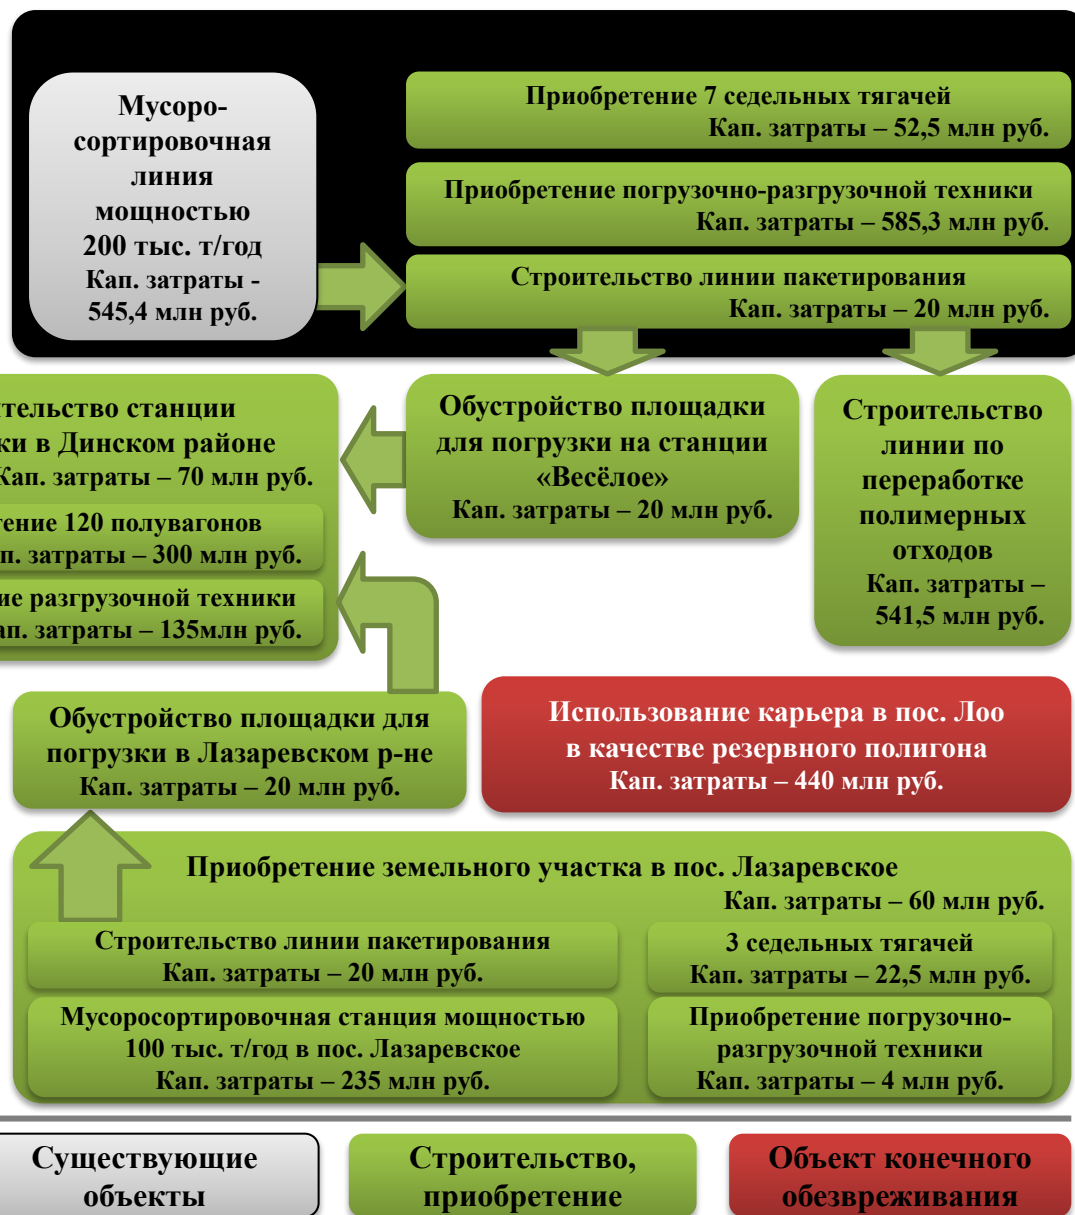 Мусоро-
сортировочная
линия
мощностью
200 тыс. т/год
Кап. затраты -
545,4 млн руб.
Приобретение 7 седельных тягачей
Кап. затраты – 52,5 млн руб.
Приобретение погрузочно-разгрузочной техники
Кап. затраты – 585,3 млн руб.
Строительство линии пакетирования
Кап. затраты – 20 млн руб.
тельство станции
ки в Динском районе
Кап. затраты – 70 млн руб.
тение 120 полувагонов
п. затраты – 300 млн руб.
ие разгрузочной техники
ап. затраты – 135млн руб.
Обустройство площадки
для погрузки на станции
«Весёлое»
Кап. затраты – 20 млн руб.
Строительство
линии по
переработке
полимерных
отходов
Кап. затраты –
541,5 млн руб.
Обустройство площадки для
погрузки в Лазаревском р-не
Кап. затраты – 20 млн руб.
Использование карьера в пос. Лоо
в качестве резервного полигона
Кап. затраты – 440 млн руб.
Приобретение земельного участка в пос. Лазаревское
Кап. затраты – 60 млн руб.
Строительство линии пакетирования
Кап. затраты – 20 млн руб.
3 седельных тягачей
Кап. затраты – 22,5 млн руб.
Мусоросортировочная станция мощностью
100 тыс. т/год в пос. Лазаревское
Кап. затраты – 235 млн руб.
Приобретение погрузочно-
разгрузочной техники
Кап. затраты – 4 млн руб.
Существующие
объекты
Строительство,
приобретение
Объект конечного
обезвреживания